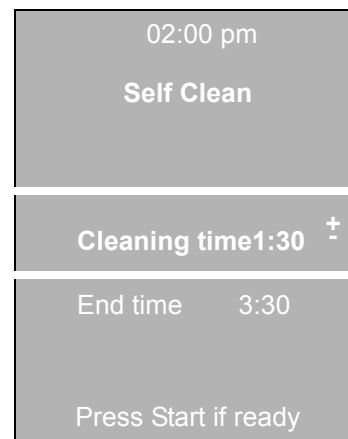 02:00 pm
Self Clean
Cleaning time1:30 +
-
End time 3:30
Press Start if ready